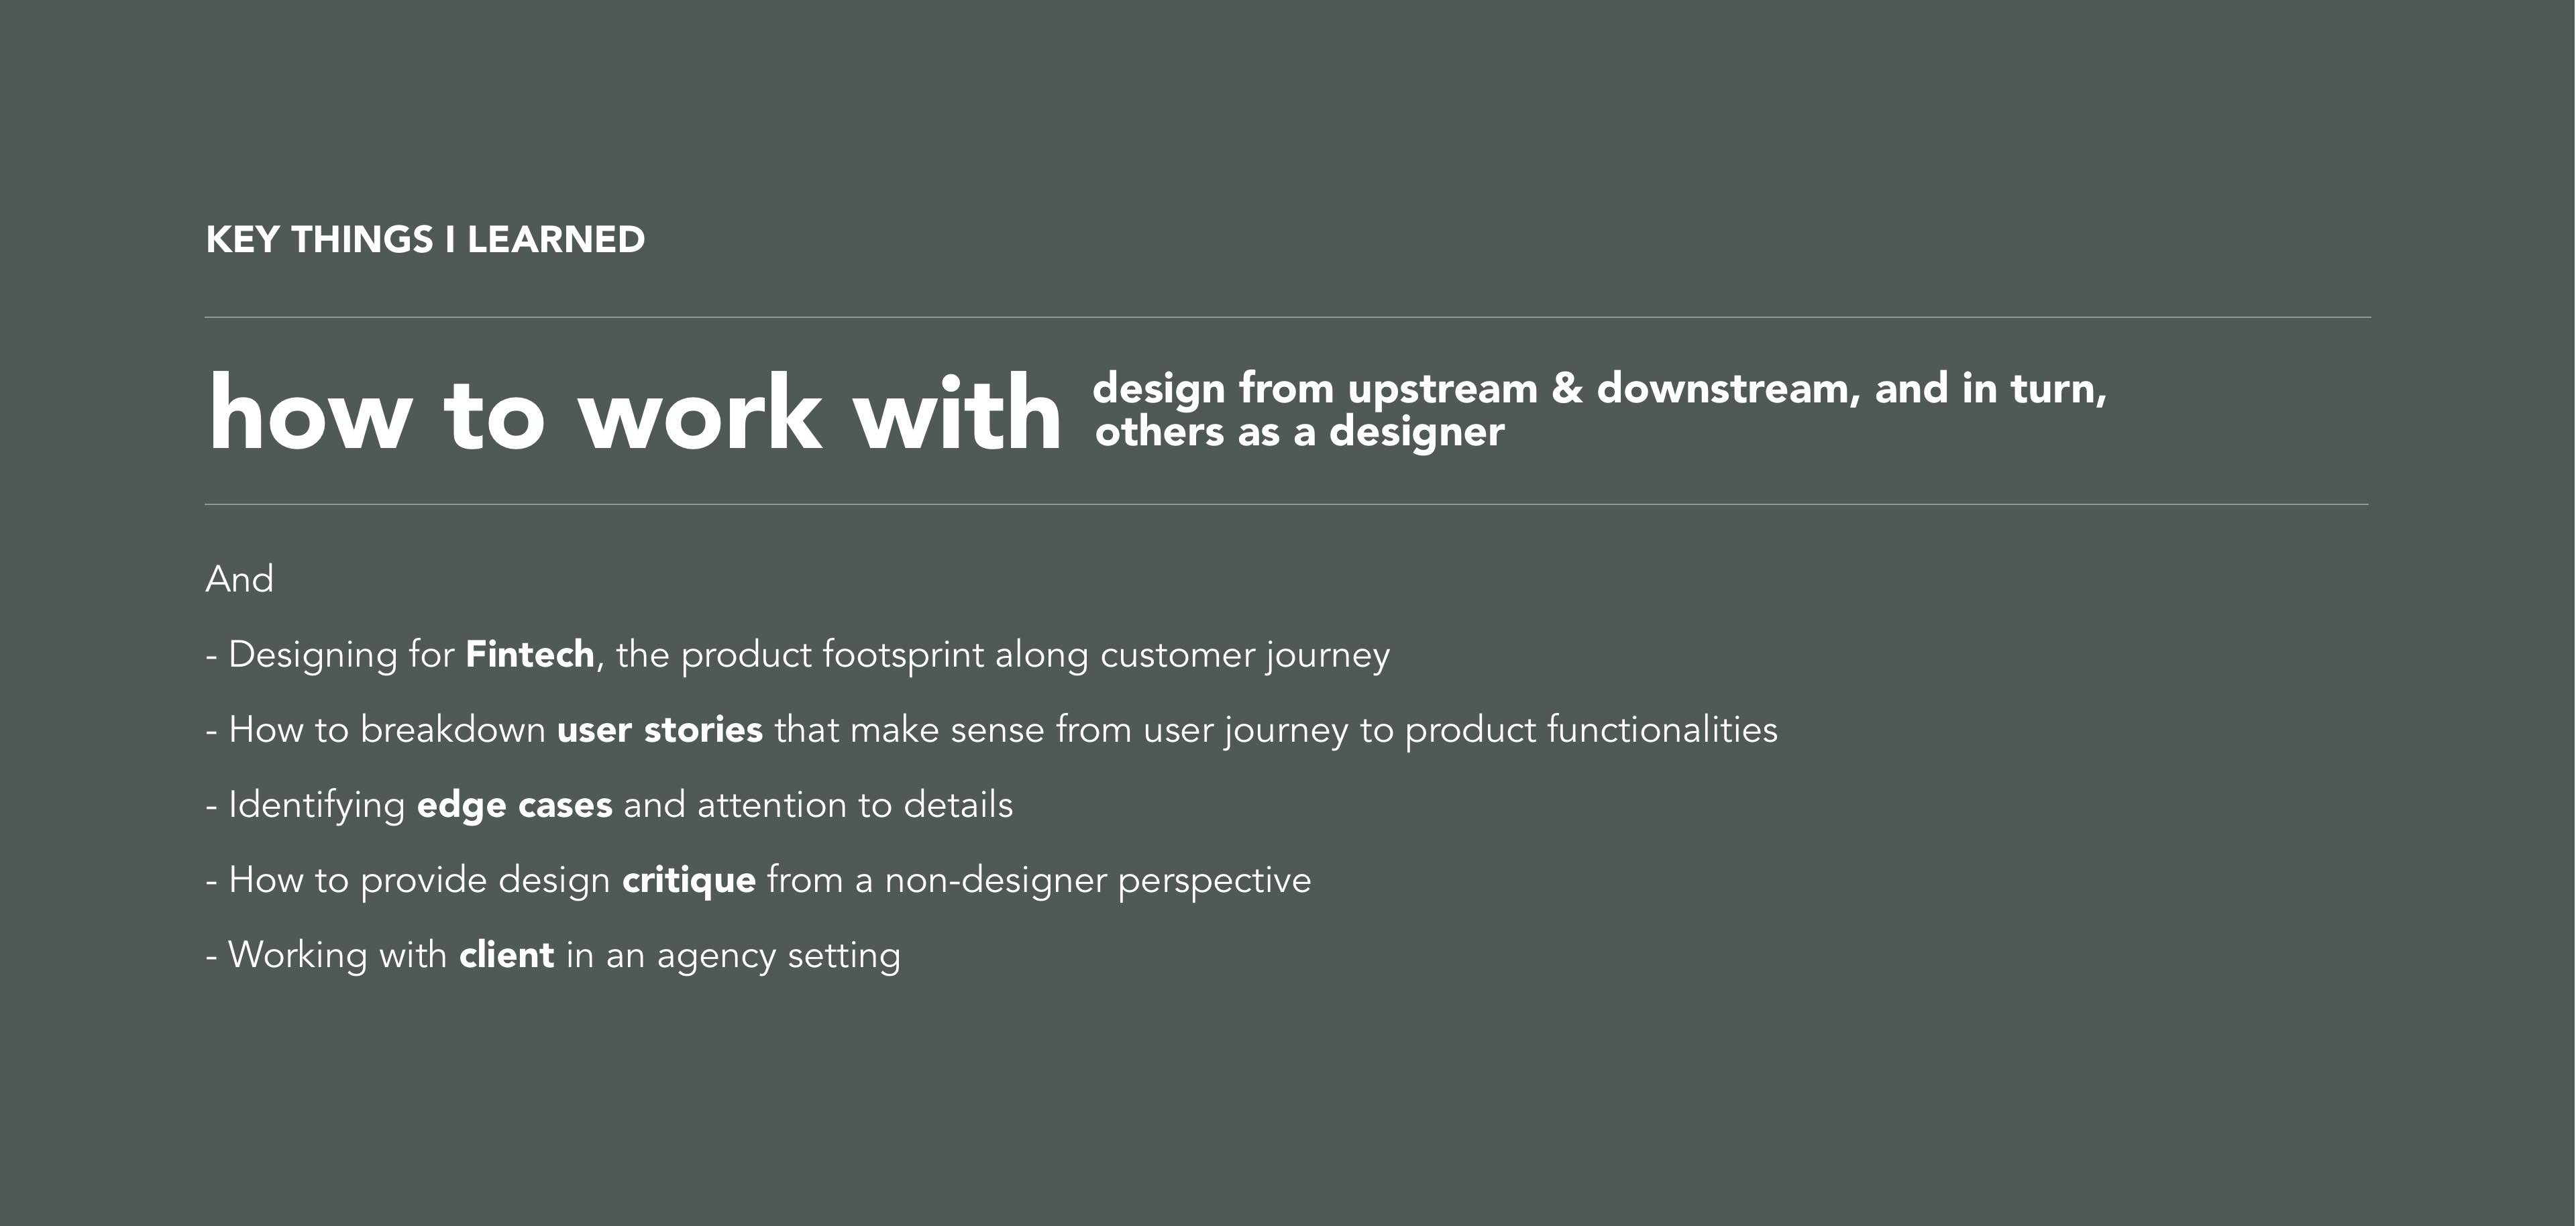 KEY THINGS I LEARNED
how to work with
design from upstream & downstream, and in turn,
others as a designer
And
- Designing for Fintech, the product footsprint along customer journey
- How to breakdown user stories that make sense from user journey to product functionalities
- Identifying edge cases and attention to details
- How to provide design critique from a non-designer perspective
- Working with client in an agency setting